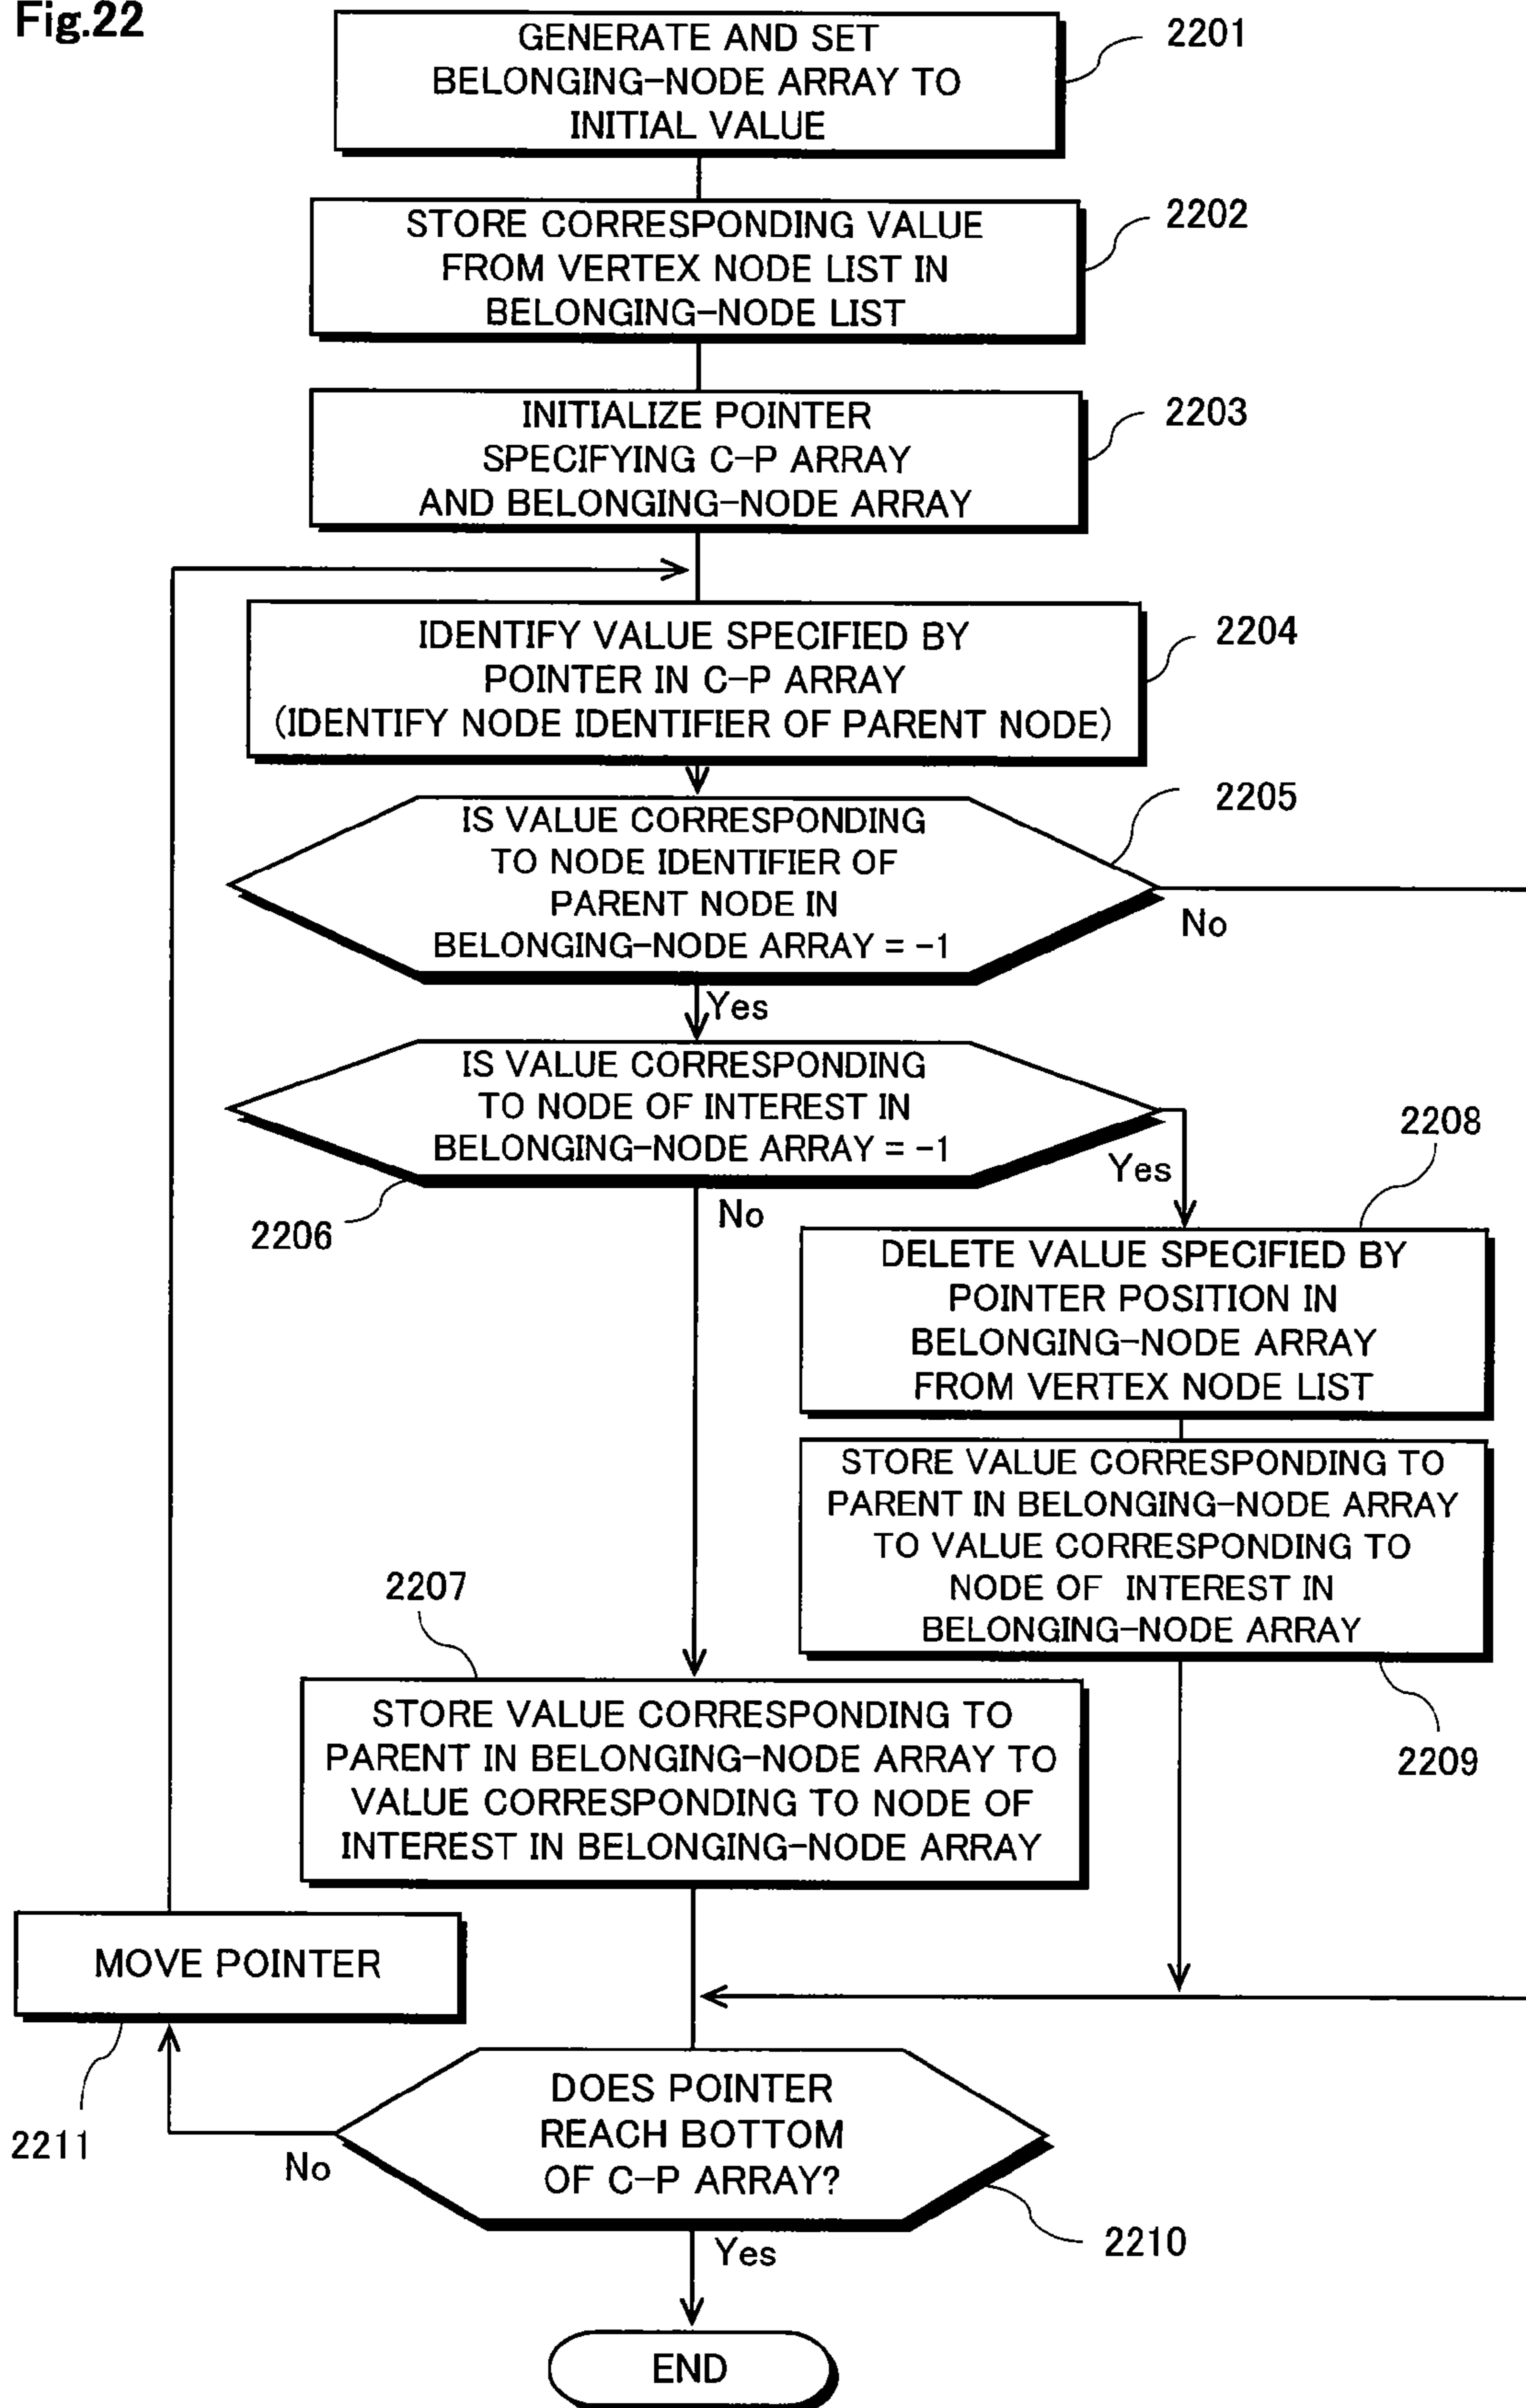 Fig.22
GENERATE AND SET
BELONGING-NODE ARRAY TO
INITIAL VALUE
2201
STORE CORRESPONDING VALUE
FROM VERTEX NODE LIST IN
BELONGING-NODE LIST
2202
INITIALIZE POINTER
SPECIFYING C-P ARRAY
AND BELONGING-NODE ARRAY
2203
IDENTIFY VALUE SPECIFIED BY
POINTER IN C-P ARRAY
(IDENTIFY NODE IDENTIFIER OF PARENT NODE)
2204
IS VALUE CORRESPONDING
TO NODE IDENTIFIER OF
PARENT NODE IN
BELONGING-NODE ARRAY = -1
2205
No
Yes
IS VALUE CORRESPONDING
TO NODE OF INTEREST IN
BELONGING-NODE ARRAY = -1
2206
Yes
No
2208
DELETE VALUE SPECIFIED BY
POINTER POSITION IN
BELONGING-NODE ARRAY
FROM VERTEX NODE LIST
STORE VALUE CORRESPONDING TO
PARENT IN BELONGING-NODE ARRAY
TO VALUE CORRESPONDING TO
NODE OF INTEREST IN
BELONGING-NODE ARRAY
2209
2207
STORE VALUE CORRESPONDING TO
PARENT IN BELONGING-NODE ARRAY TO
VALUE CORRESPONDING TO NODE OF
INTEREST IN BELONGING-NODE ARRAY
MOVE POINTER
2211
DOES POINTER
REACH BOTTOM
OF C-P ARRAY?
No
2210
Yes
END